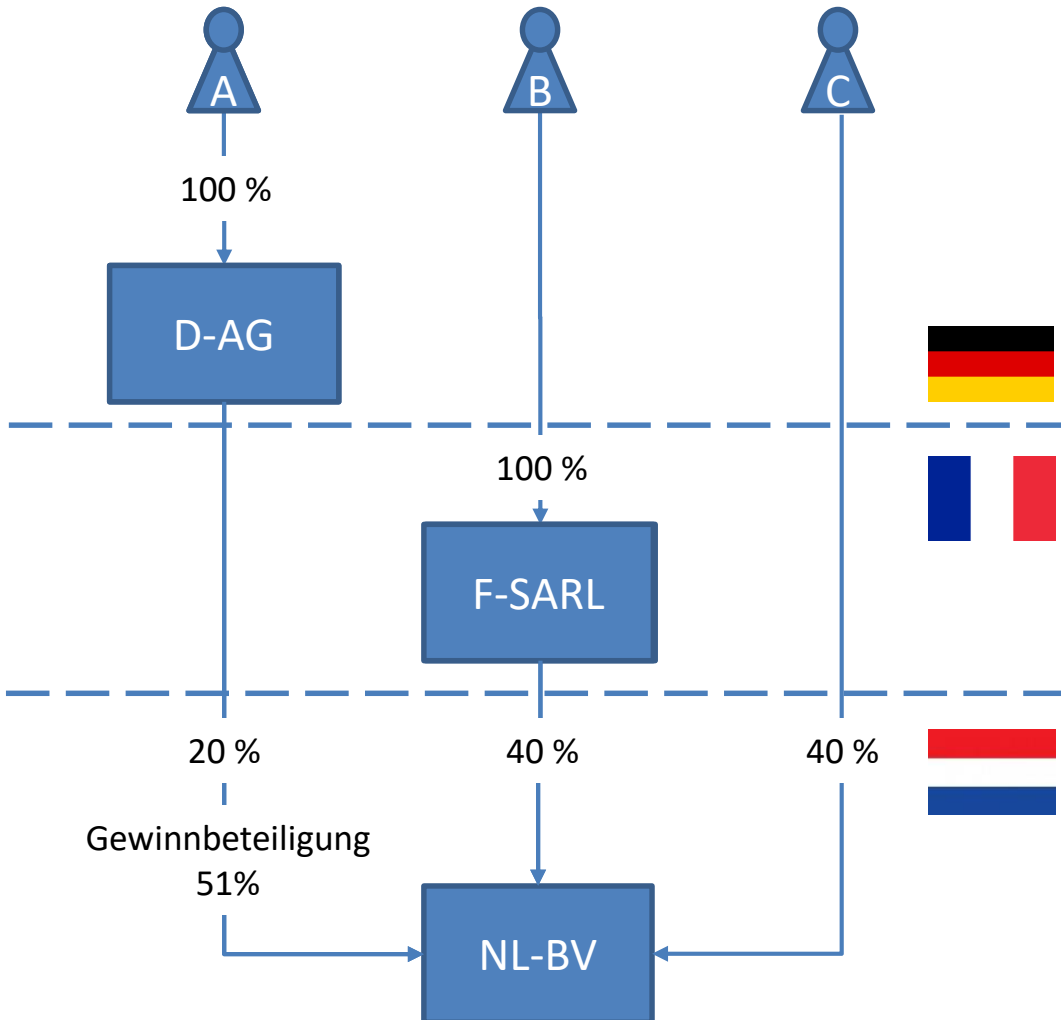 A
B
C
100 %
D-AG
100 %
F-SARL
20 %
40 %
40 %
Gewinnbeteiligung
51%
NL-BV